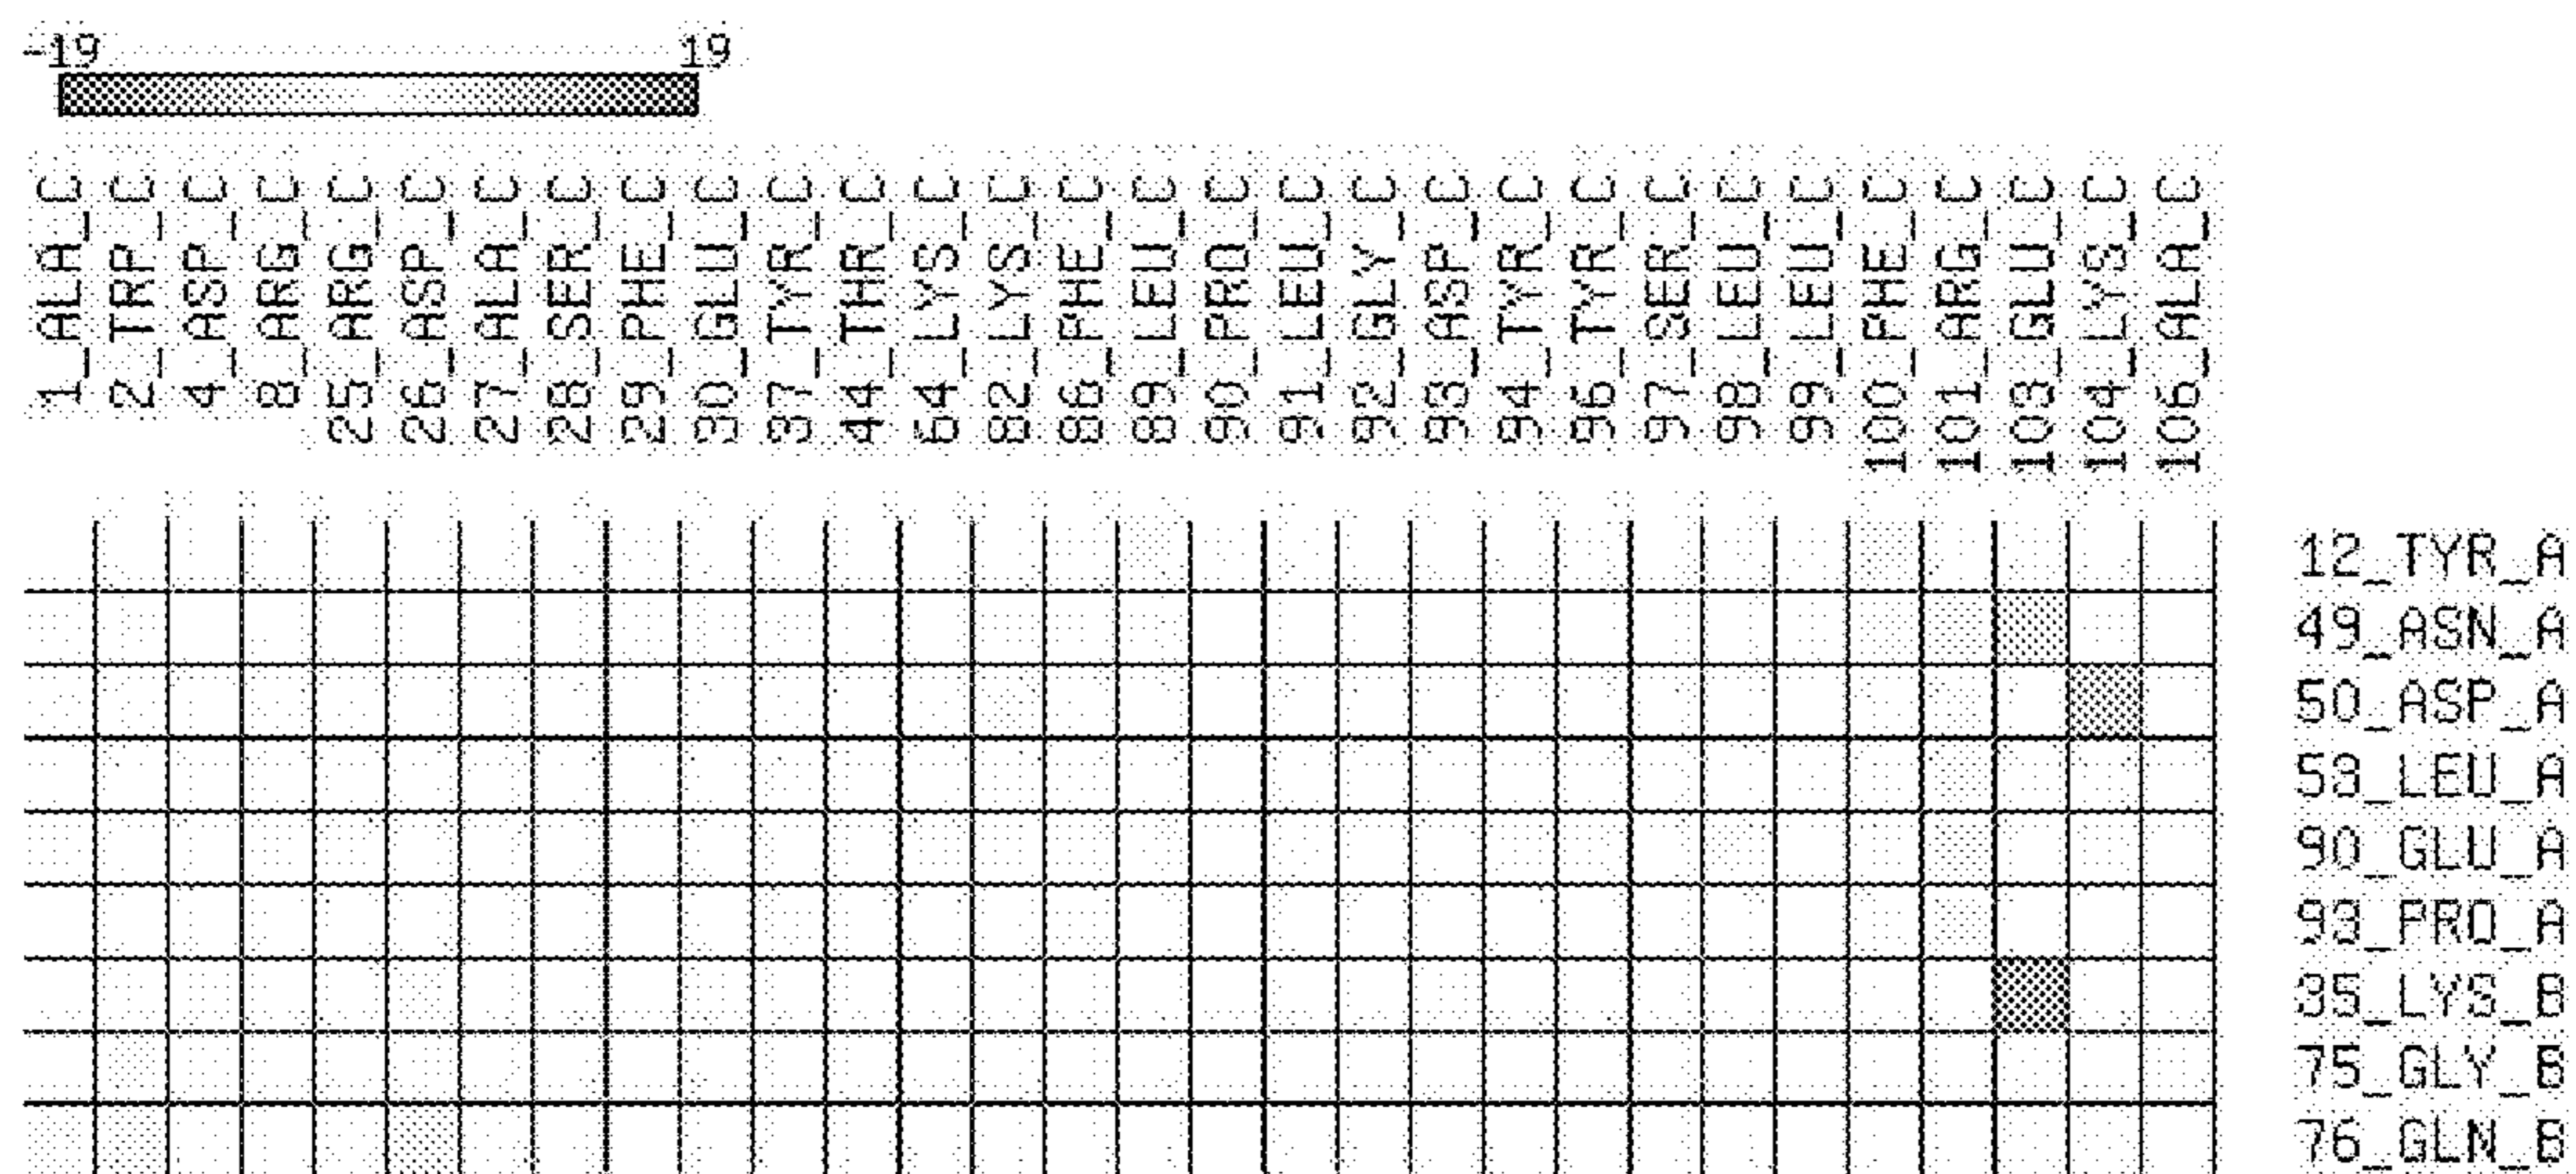 -19 19
1_ALA_C
2_TRP_C
4_ASP_C
8_ARG_C
25_ARG_C
26_ASP_C
27_ALA_C
28_SER_C
29_PHE_C
30_GLU_C
37_TYR_C
44_THR_C
64_LYS_C
82_LYS_C
86_PHE_C
89_LEU_C
90_PRO_C
91_LEU_C
92_GLY_C
93_ASP_C
94_TYR_C
96_TYR_C
97_SER_C
98_LEU_C
99_LEU_C
100_PHE_C
101_ARG_C
103_GLU_C
104_LYS_C
106_ALA_C
12_TYR_A
49_ASN_A
50_ASP_A
53_LEU_A
90_GLU_A
93_PRO_A
35_LYS_B
75_GLY_B
76_GLN_B